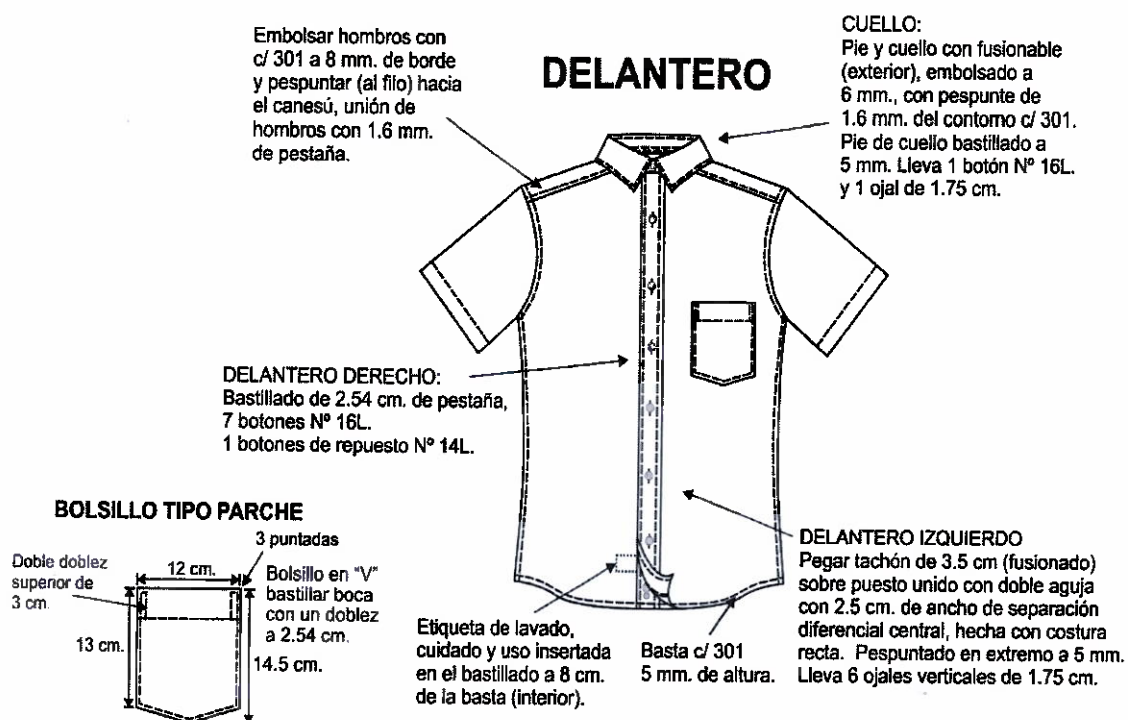 Embolsar hombros con
c/ 301 a 8 mm. de borde
y pespuntar (al filo) hacia
el canesú, unión de
hombros con 1.6 mm.
de pestaña.
DELANTERO
CUELLO:
Pie y cuello con fusionable
(exterior), embolsado a
6 mm., con pespunte de
1.6 mm. del contorno c/ 301.
Pie de cuello bastillado a
5 mm. Lleva 1 botón Nº 16L.
y 1 ojal de 1.75 cm.
DELANTERO DERECHO:
Bastillado de 2.54 cm. de pestaña,
7 botones Nº 16L.
1 botones de repuesto Nº 14L.
BOLSILLO TIPO PARCHE
3 puntadas
Doble doblez
superior de
3 cm.
12 cm.
13 cm.
Bolsillo en "V"
bastillar boca
con un doblez
a 2.54 cm.
14.5 cm.
Etiqueta de lavado,
cuidado y uso insertada
en el bastillado a 8 cm.
de la basta (interior).
Basta c/ 301
5 mm. de altura.
DELANTERO IZQUIERDO
Pegar tachón de 3.5 cm (fusionado)
sobre puesto unido con doble aguja
con 2.5 cm. de ancho de separación
diferencial central, hecha con costura
recta. Pespuntado en extremo a 5 mm.
Lleva 6 ojales verticales de 1.75 cm.